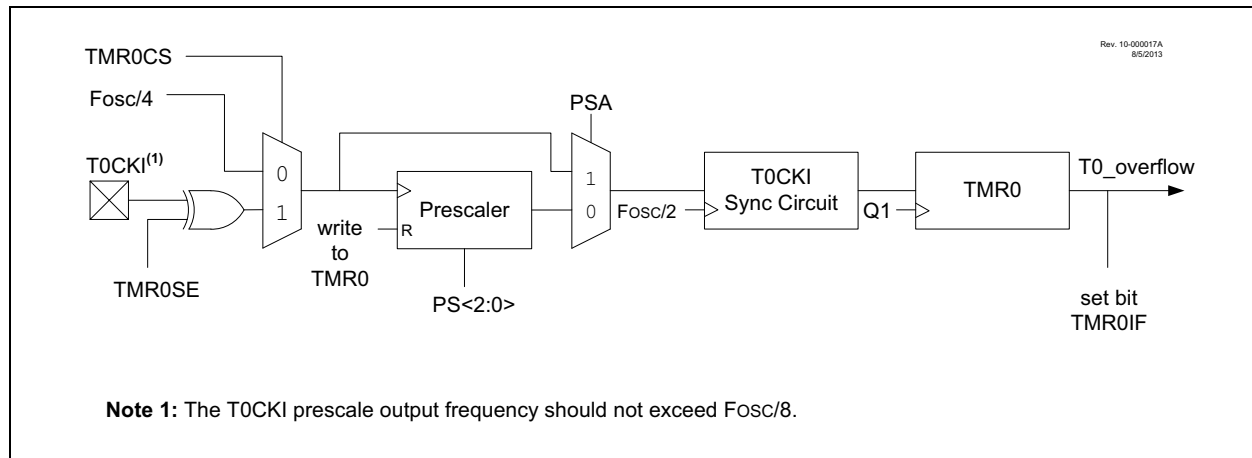 Rev. 10-000017A
8/5/2013
TMR0CS
Fosc/4
PSA
T0CKI(1)
0
1
1
0
T0CKI
Sync Circuit
TMR0
T0_overflow
Prescaler
FOSC/2
Q1
write
to
TMR0
R
TMR0SE
PS<2:0>
set bit
TMR0IF
Note 1: The T0CKI prescale output frequency should not exceed FOSC/8.